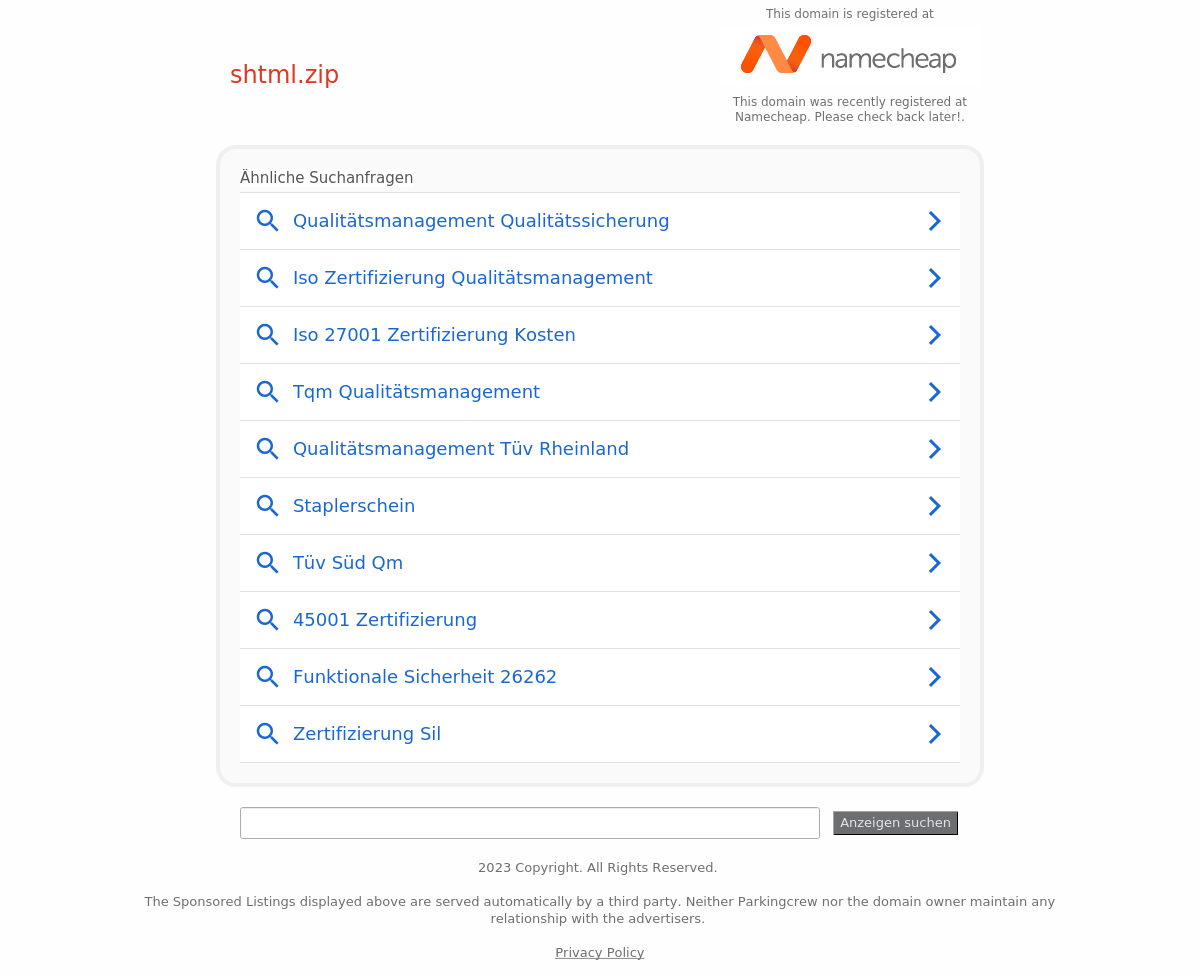 This domain is registered at
namecheap
shtml.zip
This domain was recently registered at
Namecheap. Please check back later!.
Ähnliche Suchanfragen
Qualitätsmanagement Qualitätssicherung
Iso Zertifizierung Qualitätsmanagement
Iso 27001 Zertifizierung Kosten
Tqm Qualitätsmanagement
Qualitätsmanagement Tüv Rheinland
Staplerschein
Tüv Süd Qm
45001 Zertifizierung
Funktionale Sicherheit 26262
Zertifizierung Sil
Anzeigen suchen
2023 Copyright. All Rights Reserved.
The Sponsored Listings displayed above are served automatically by a third party. Neither Parkingcrew nor the domain owner maintain any
relationship with the advertisers.
Privacy Policy